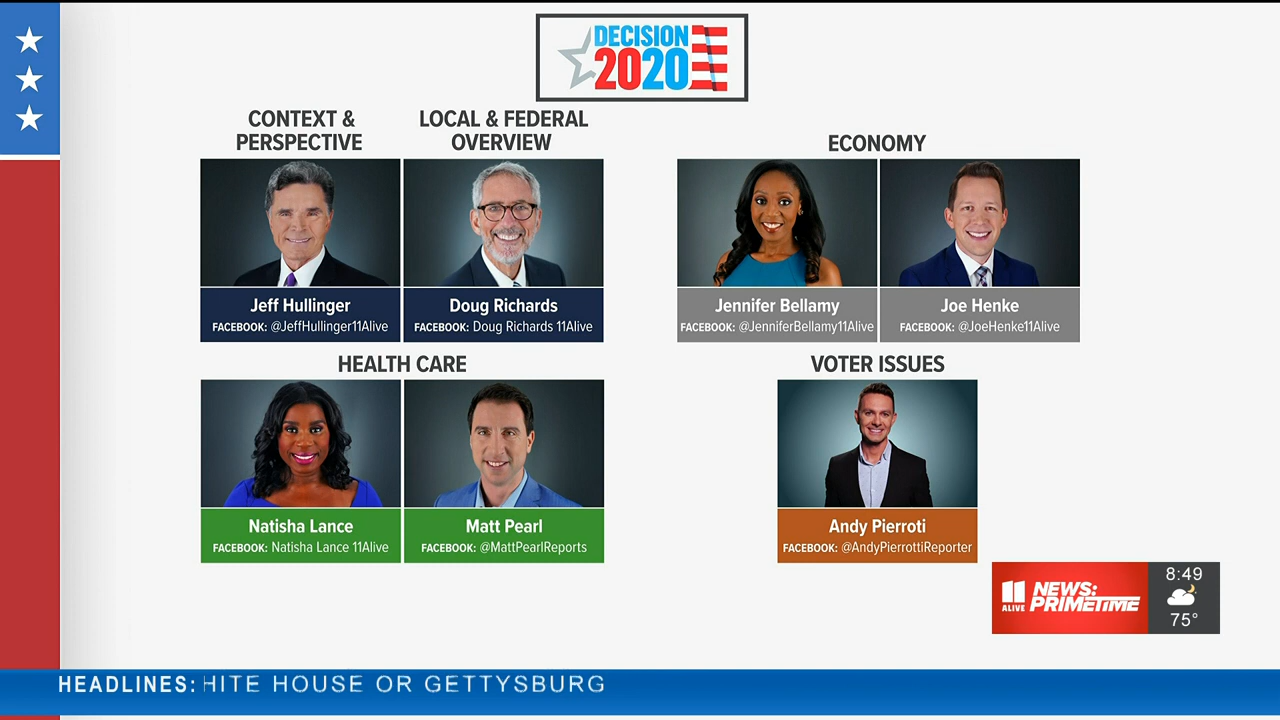 DECISION
2020
CONTEXT &
PERSPECTIVE
LOCAL & FEDERAL
OVERVIEW
ECONOMY
Jeff Hullinger
FACEBOOK: @JeffHullinger11Alive
Doug Richards
FACEBOOK: Doug Richards 11Alive
Jennifer Bellamy
FACEBOOK: @JenniferBellamy11Alive
Joe Henke
FACEBOOK: @JoeHenke11Alive
HEALTH CARE
VOTER ISSUES
Natisha Lance
FACEBOOK: Natisha Lance 11Alive
Matt Pearl
FACEBOOK: @MattPearlReports
Andy Pierroti
FACEBOOK: @AndyPierrottiReporter
11
ALIVE
NEWS:
PRIMETIME
8:49
75°
HEADLINES: HITE HOUSE OR GETTYSBURG